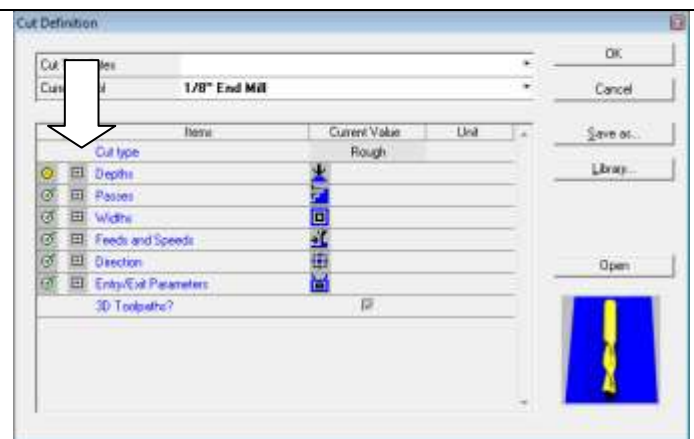 Cut Definition
OK
Cut
1/8" End Mill
Cancel
Items Current Value Unit
Save as...
Cut type Rough
Library...
Depths
Passes
Widths
Feeds and Speeds
Direction
Open
Entry/Exit Parameters
3D Toolpaths?